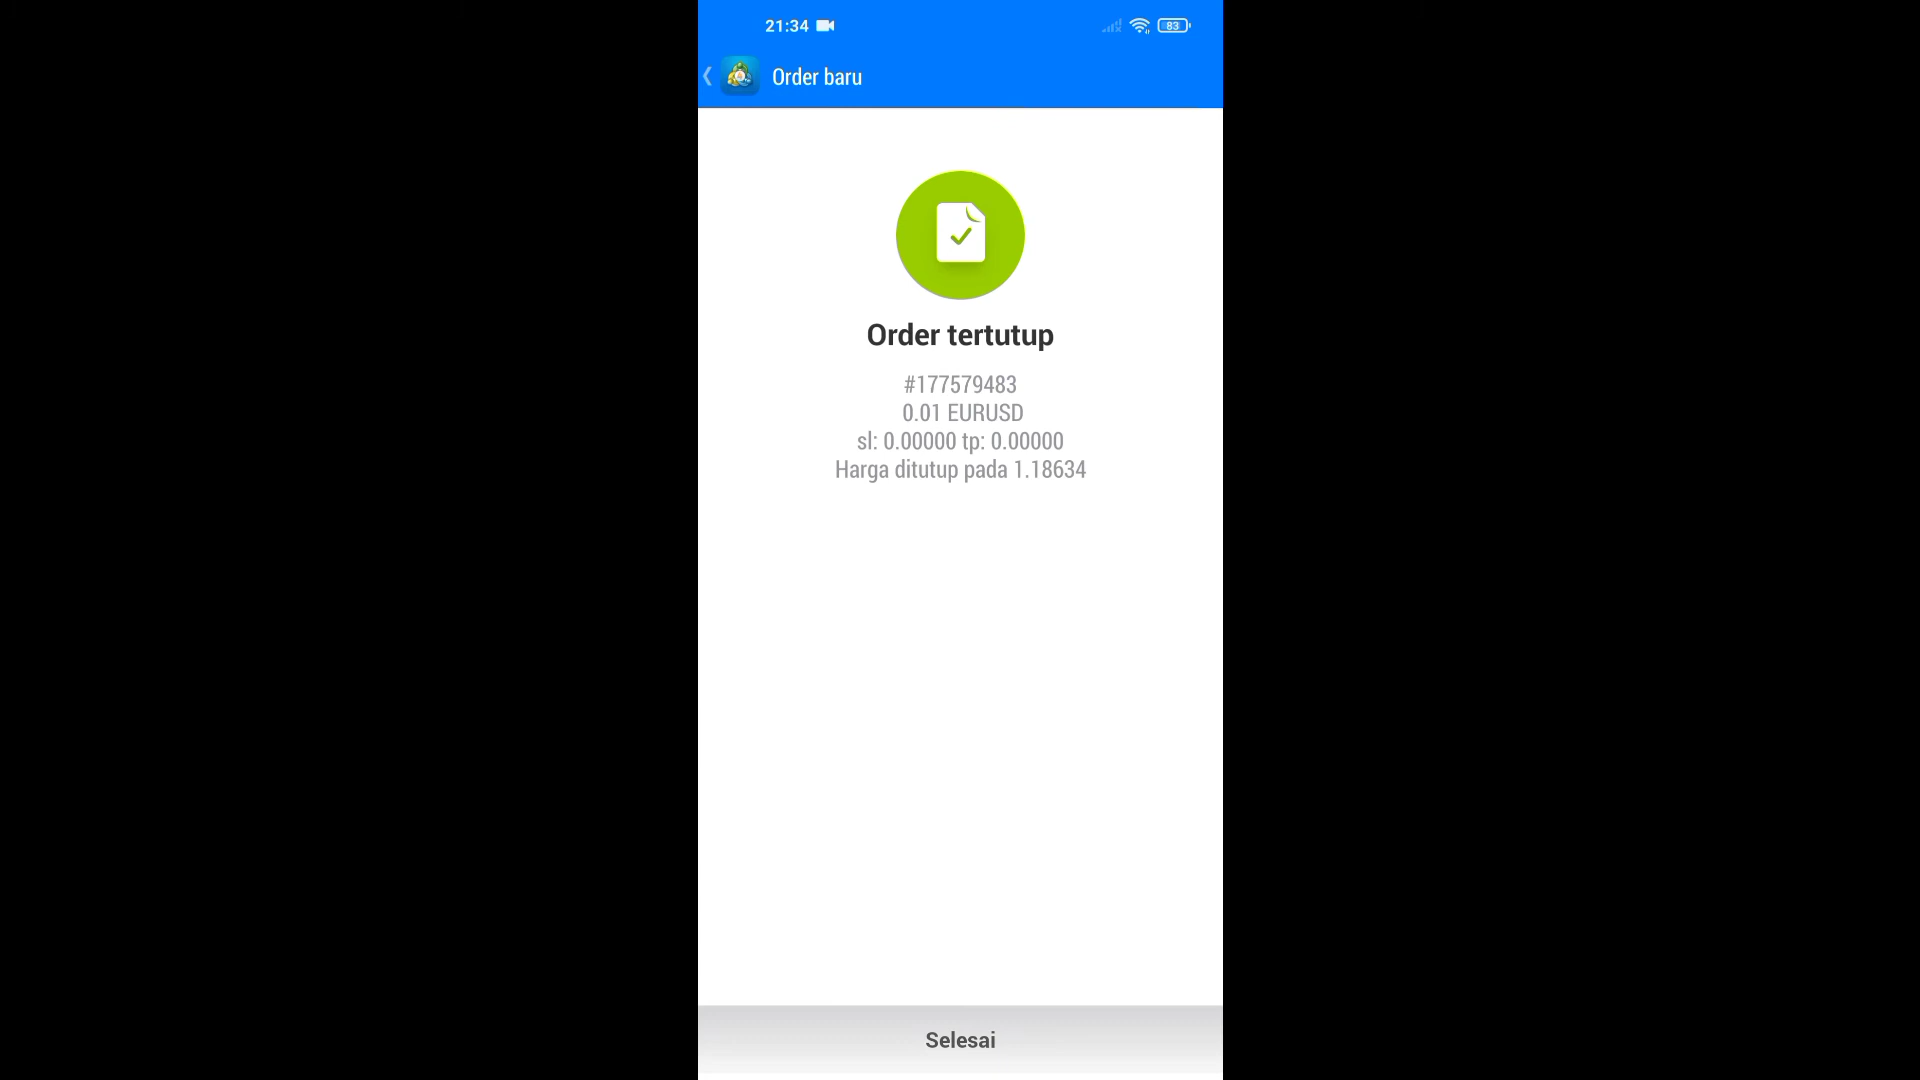 21:34
83
Order baru
Order tertutup
#177579483
0.01 EURUSD
sl: 0.00000 tp: 0.00000
Harga ditutup pada 1.18634
Selesai